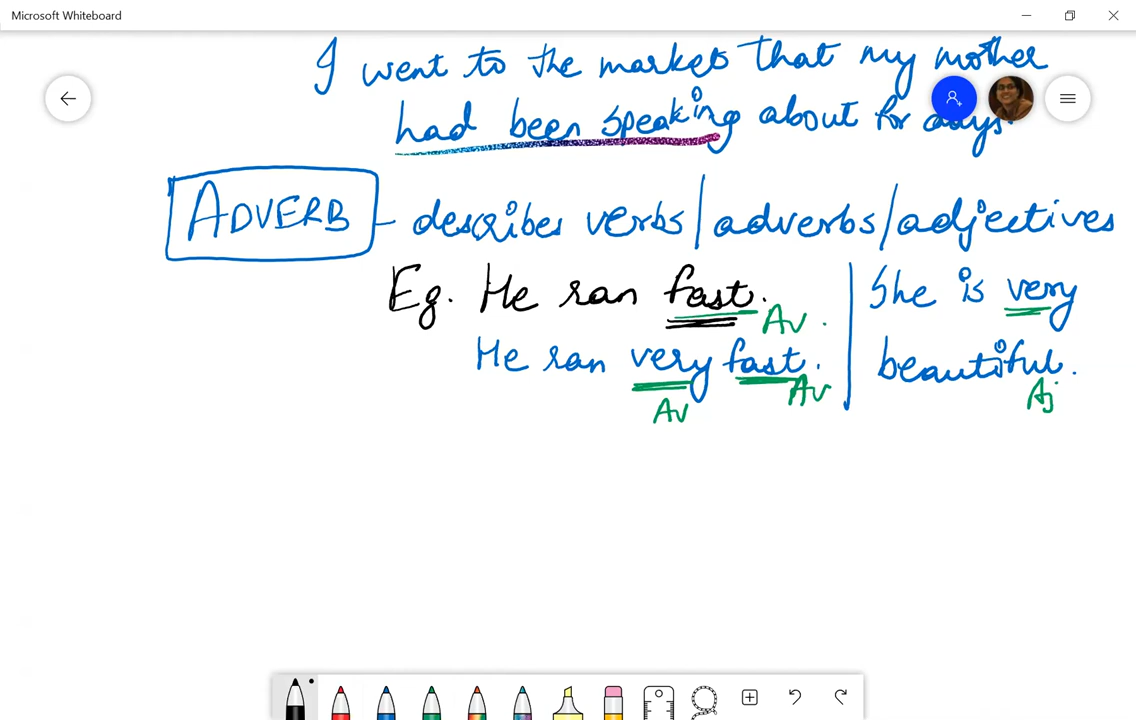 Microsoft Whiteboard
I went to the market that my mother
had been speaking about for days.
ADVERB - describes verbs/adverbs/adjectives
Eg. He ran fast.
Av.
He ran very fast.
Av
Av
She is very
beautiful.
Aj